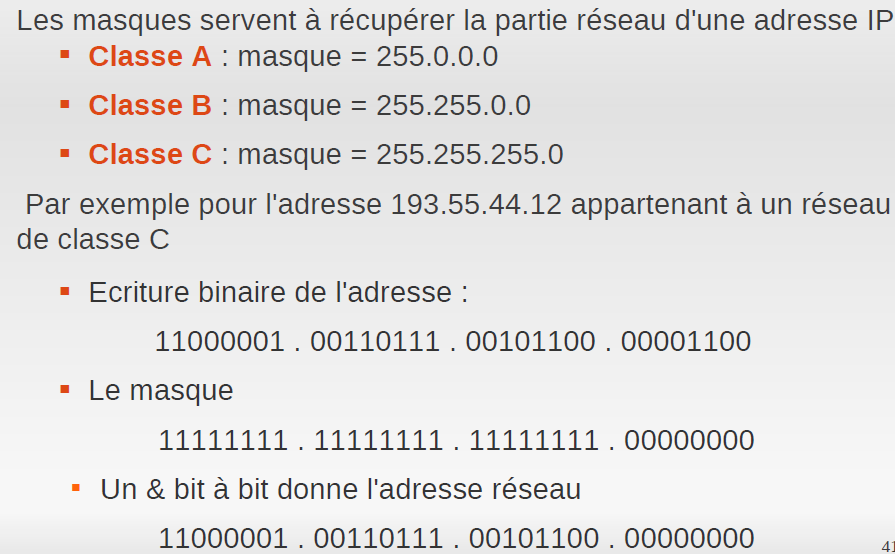 Les masques servent à récupérer la partie réseau d'une adresse IP
▪ Classe A : masque = 255.0.0.0
▪ Classe B : masque = 255.255.0.0
▪ Classe C : masque = 255.255.255.0
Par exemple pour l'adresse 193.55.44.12 appartenant à un réseau
de classe C
▪ Ecriture binaire de l'adresse :
11000001 . 00110111 . 00101100 . 00001100
▪ Le masque
11111111 . 11111111 . 11111111 . 00000000
▪ Un & bit à bit donne l'adresse réseau
11000001 . 00110111 . 00101100 . 00000000
41